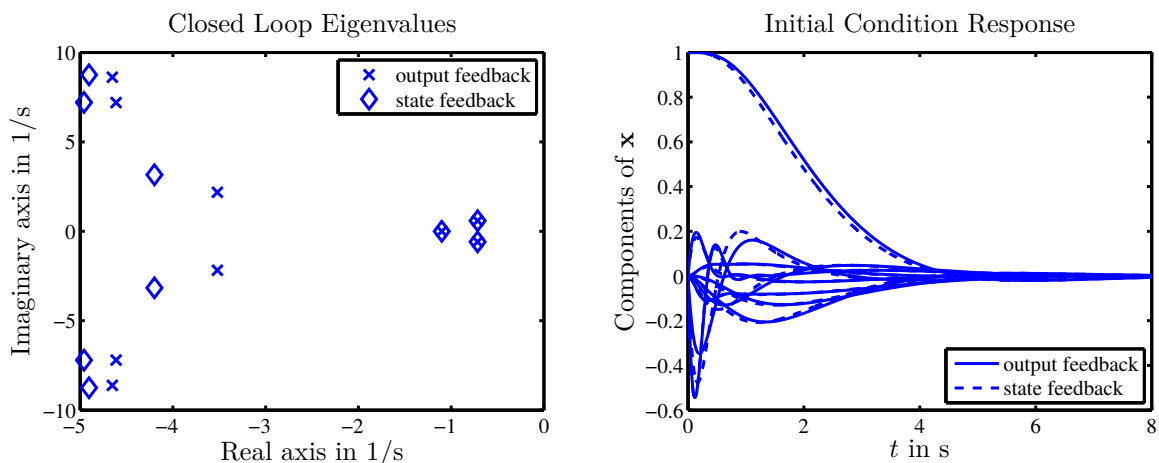 Closed Loop Eigenvalues
10
5
0
−5
−10
−5
−4
−3
−2
−1
0
Imaginary axis in 1/s
Real axis in 1/s
output feedback
state feedback
Initial Condition Response
1
0.8
0.6
0.4
0.2
0
−0.2
−0.4
−0.6
0
2
4
6
8
Components of x
t in s
output feedback
state feedback